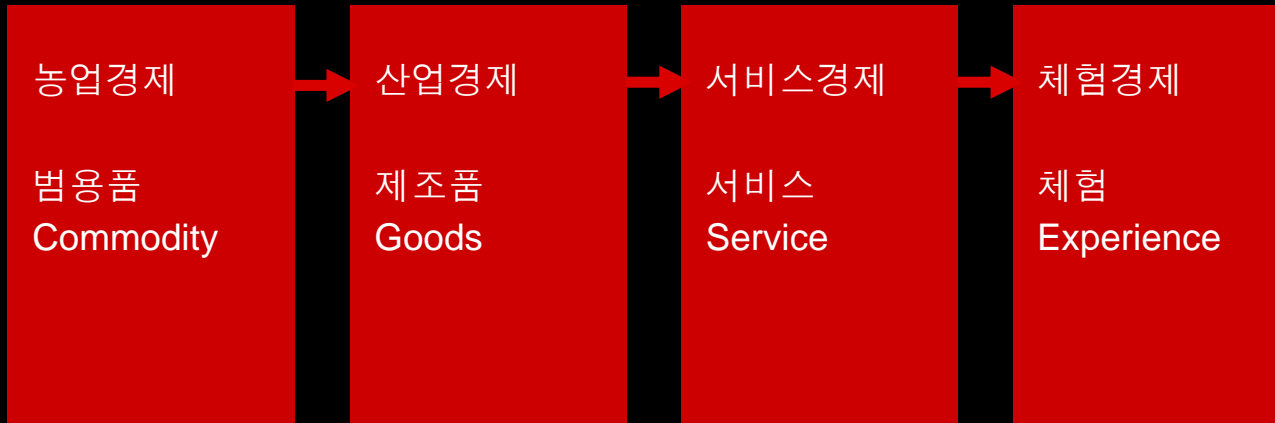 농업경제
범용품
Commodity
산업경제
제조품
Goods
서비스경제
서비스
Service
체험경제
체험
Experience